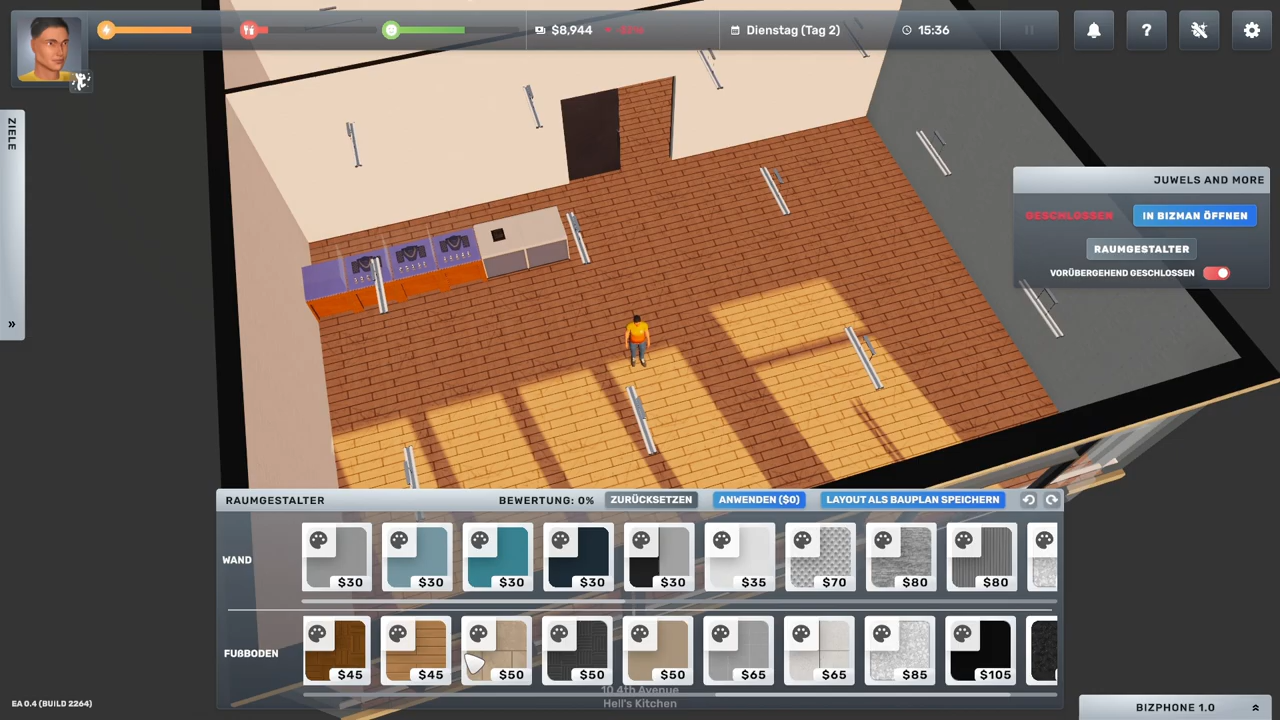 $8,944
Dienstag (Tag 2)
15:36
ZIELE
»
JUWELS AND MORE
GESCHLOSSEN
IN BIZMAN ÖFFNEN
RAUMGESTALTER
VORÜBERGEHEND GESCHLOSSEN
RAUMGESTALTER
BEWERTUNG: 0%
ZURÜCKSETZEN
ANWENDEN ($0)
LAYOUT ALS BAUPLAN SPEICHERN
WAND
$30
$30
$30
$30
$30
$35
$70
$80
$80
FUẞBODEN
$45
$45
$50
$50
$50
$65
$65
$85
$105
10 4th Avenue
Hell's Kitchen
EA 0.4 (BUILD 2264)
BIZPHONE 1.0